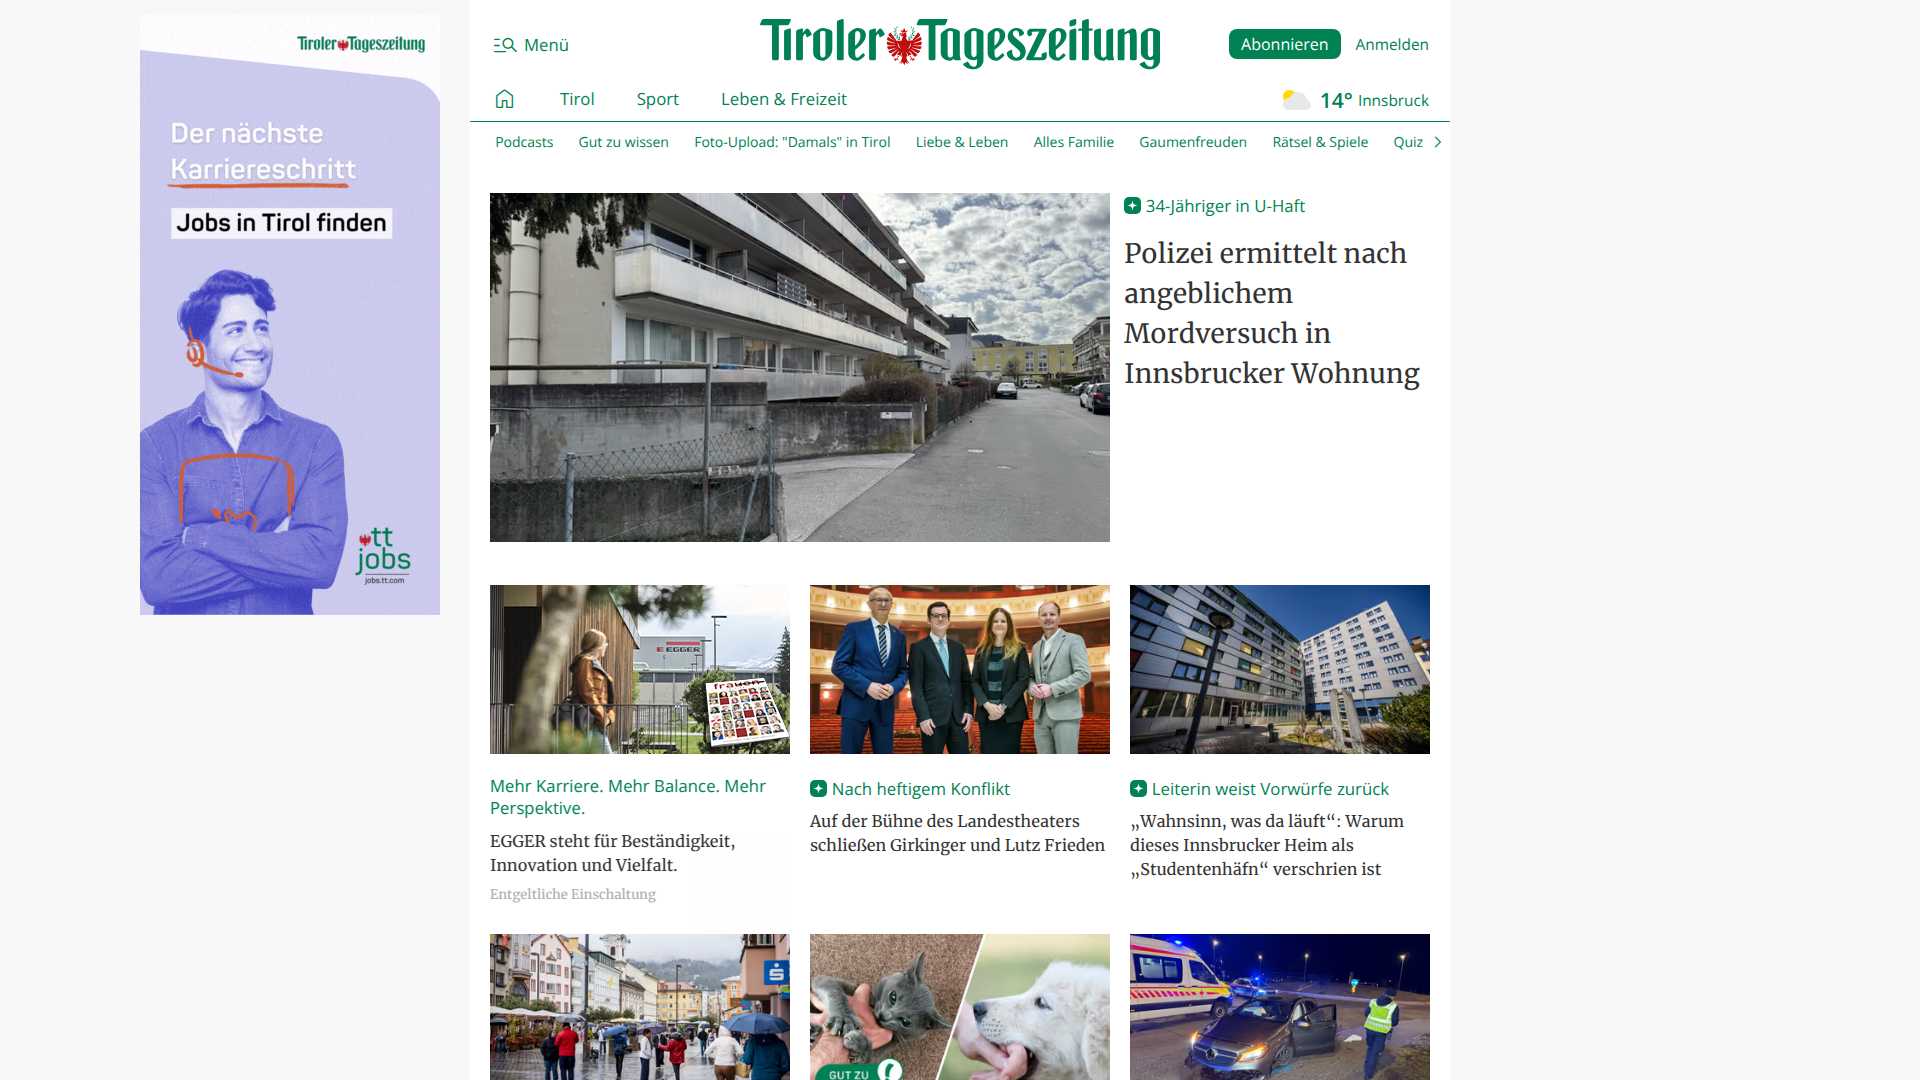 Tiroler Tageszeitung
Der nächste
Karriereschritt
Jobs in Tirol finden
tt
jobs
jobs.tt.com
Menü
Tiroler Tageszeitung
Abonnieren
Anmelden
Tirol
Sport
Leben & Freizeit
14° Innsbruck
Podcasts
Gut zu wissen
Foto-Upload: "Damals" in Tirol
Liebe & Leben
Alles Familie
Gaumenfreuden
Rätsel & Spiele
Quiz
34-Jähriger in U-Haft
Polizei ermittelt nach
angeblichem
Mordversuch in
Innsbrucker Wohnung
EGGER
frauen
Mehr Karriere. Mehr Balance. Mehr
Perspektive.
EGGER steht für Beständigkeit,
Innovation und Vielfalt.
Entgeltliche Einschaltung
Nach heftigem Konflikt
Auf der Bühne des Landestheaters
schließen Girkinger und Lutz Frieden
Leiterin weist Vorwürfe zurück
„Wahnsinn, was da läuft“: Warum
dieses Innsbrucker Heim als
„Studentenhäfn“ verschrien ist
GUT ZU